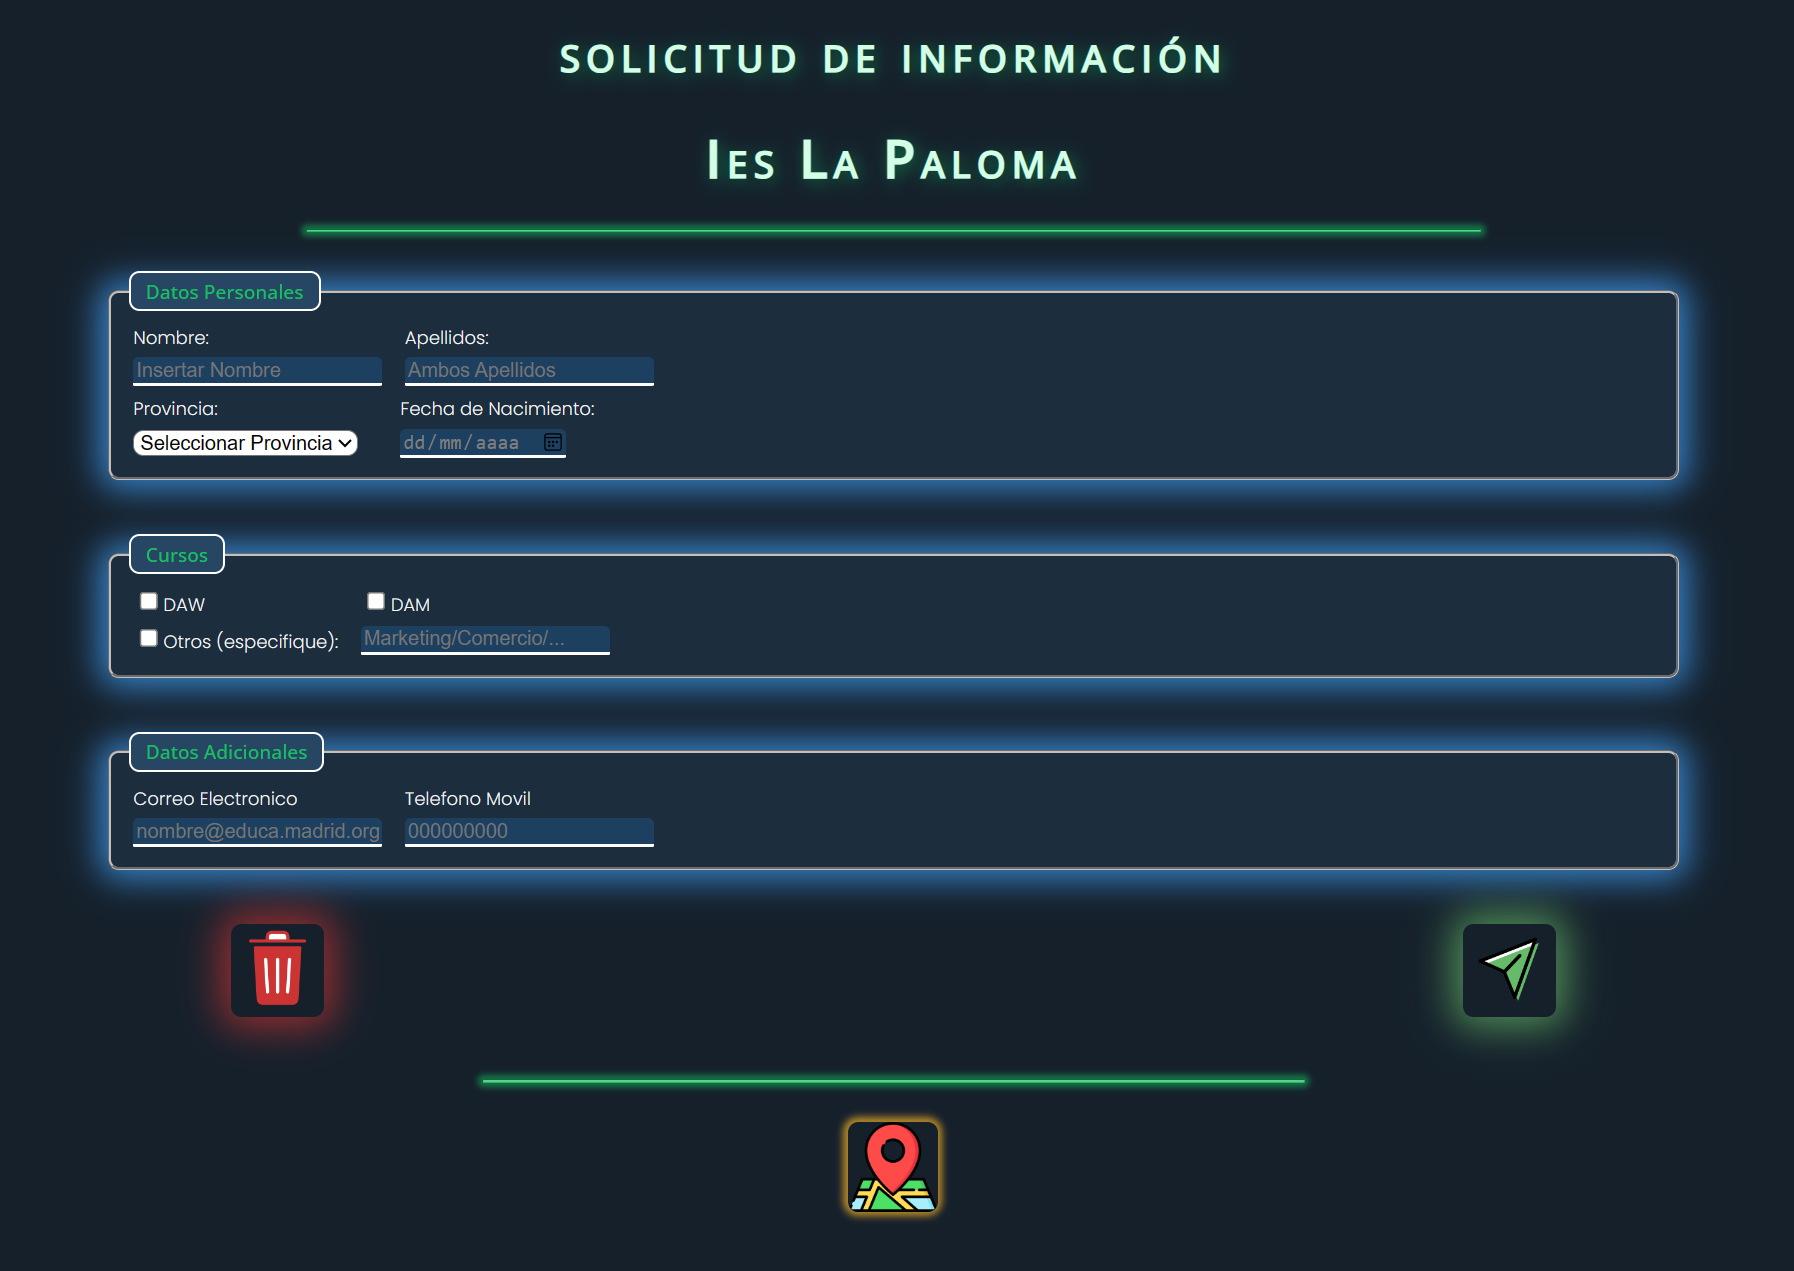 SOLICITUD DE INFORMACIÓN
Ies La Paloma
Datos Personales
Nombre: Apellidos:
Insertar Nombre Ambos Apellidos
Provincia: Fecha de Nacimiento:
Seleccionar Provincia dd/mm/aaaa
Cursos
DAW DAM
Otros (especifique): Marketing/Comercio/...
Datos Adicionales
Correo Electronico Telefono Movil
nombre@educa.madrid.org 000000000